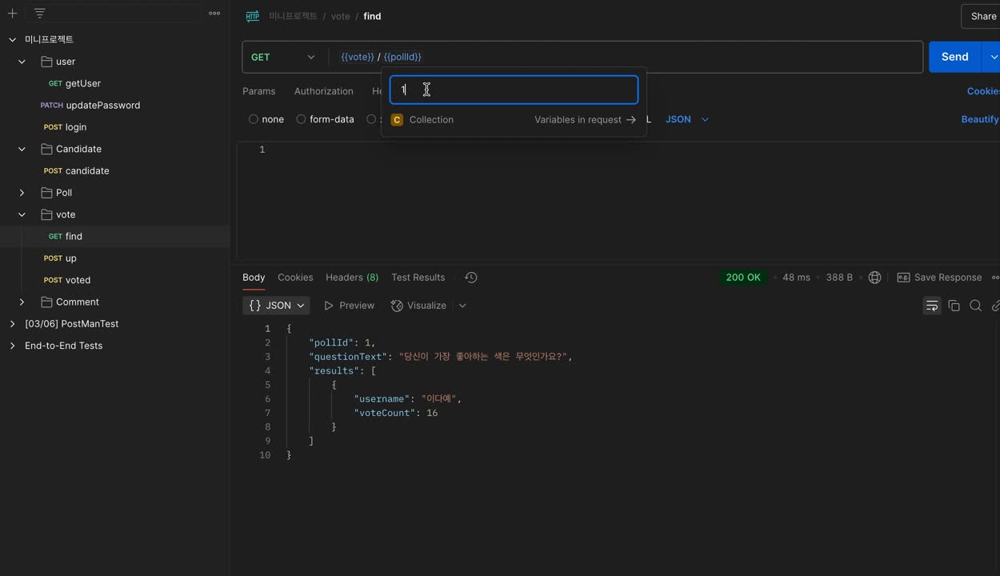 미니프로젝트 / vote / find
Share
미니프로젝트
user
GET getUser
PATCH updatePassword
POST login
Candidate
POST candidate
Poll
vote
GET find
POST up
POST voted
Comment
[03/06] PostManTest
End-to-End Tests
GET
{{vote}} / {{pollId}}
Send
1
C Collection
Variables in request →
Params
Authorization
He
Cookies
none
form-data
L
JSON
Beautify
1
Body
Cookies
Headers (8)
Test Results
200 OK
48 ms
388 B
e.g. Save Response
{} JSON
Preview
Visualize
1 {
2 "pollId": 1,
3 "questionText": "당신이 가장 좋아하는 색은 무엇인가요?",
4 "results": [
5 {
6 "username": "이다예",
7 "voteCount": 16
8 }
9 ]
10 }